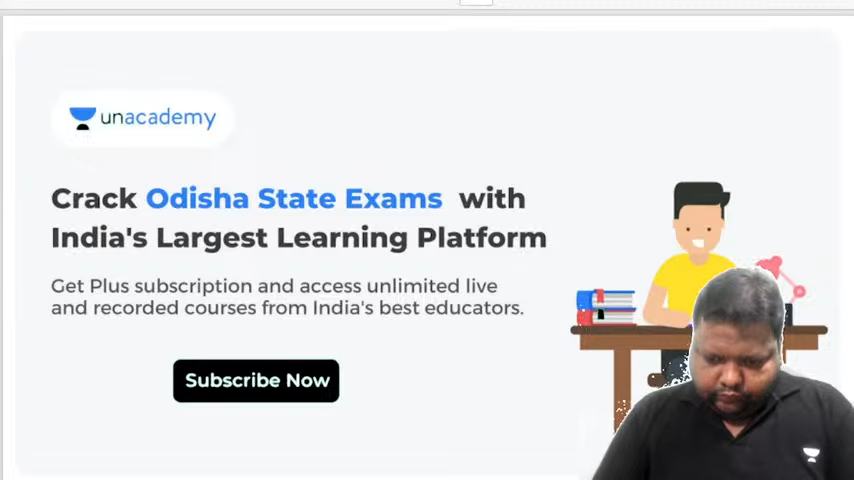 unacademy
Crack Odisha State Exams with
India's Largest Learning Platform
Get Plus subscription and access unlimited live
and recorded courses from India's best educators.
Subscribe Now